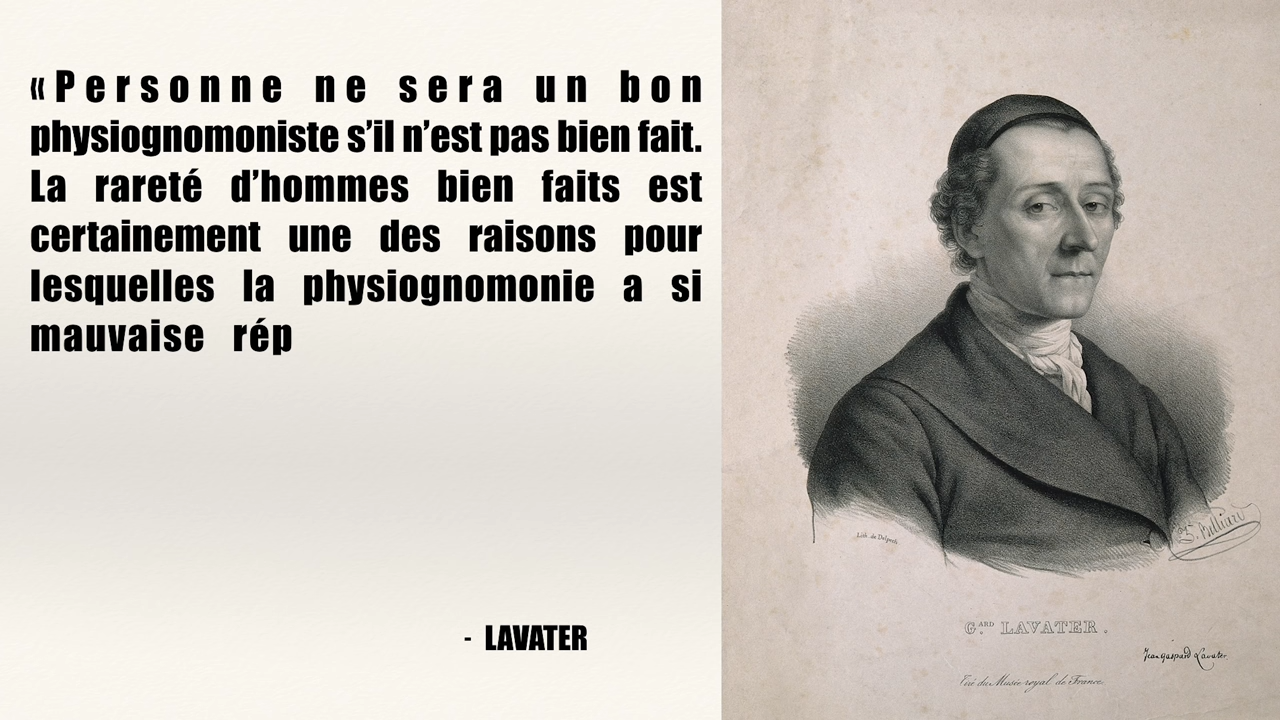 « Personne ne sera un bon
physiognomoniste s’il n’est pas bien fait.
La rareté d’hommes bien faits est
certainement une des raisons pour
lesquelles la physiognomonie a si
mauvaise rép
- LAVATER
Lith. de Delpech
G.ARD LAVATER.
Jean Gaspard Lavater.
Tiré du Musée royal de France.